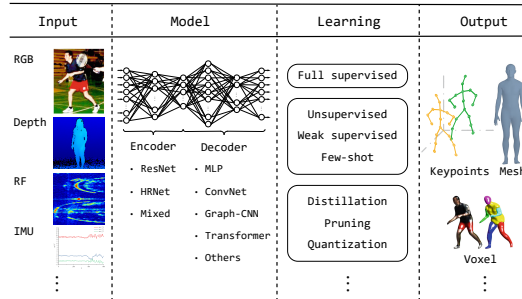 Input
Model
Learning
Output
RGB
Depth
RF
IMU
Encoder
· ResNet
· HRNet
· Mixed
Decoder
· MLP
· ConvNet
· Graph-CNN
· Transformer
· Others
Full supervised
Unsupervised
Weak supervised
Few-shot
Distillation
Pruning
Quantization
Keypoints
Mesh
Voxel